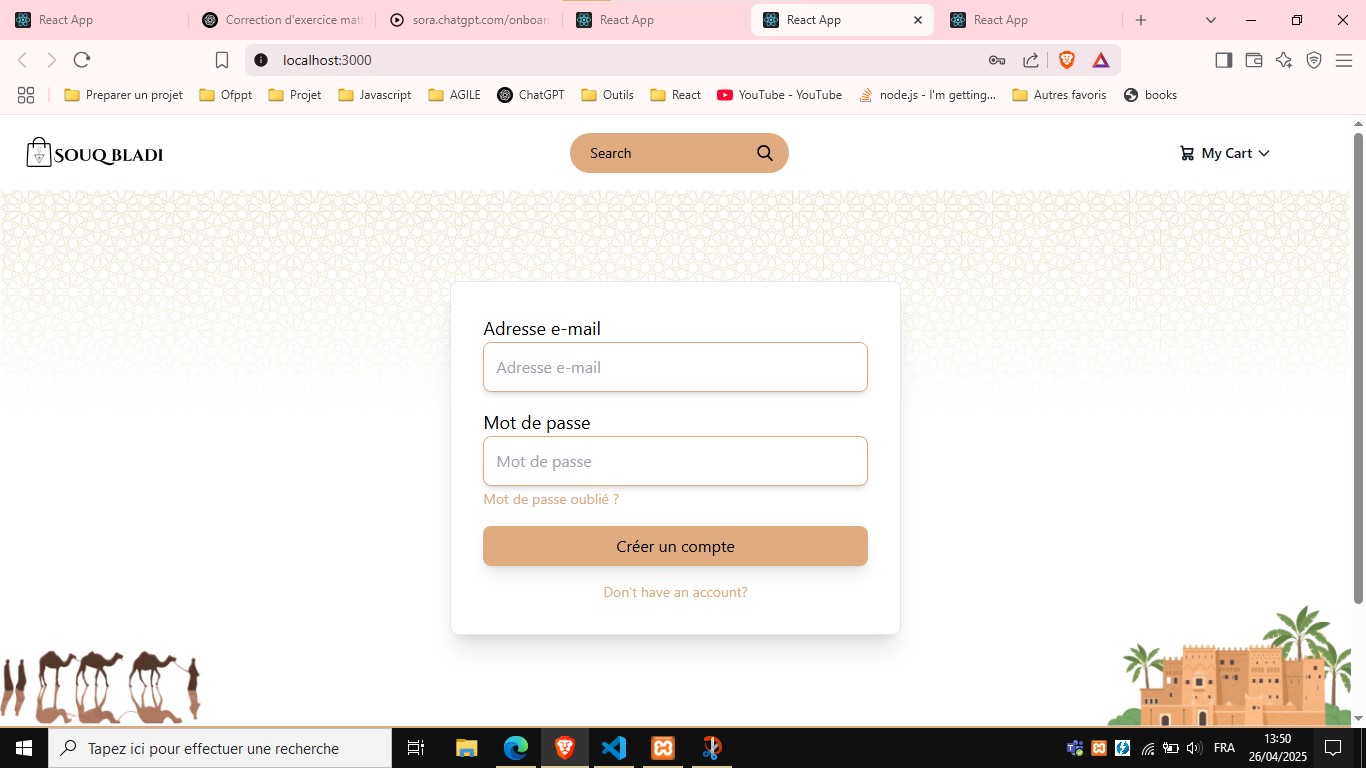 React App
Correction d'exercice mat
sora.chatgpt.com/onboar
React App
React App
React App
localhost:3000
Preparer un projet
Ofppt
Projet
Javascript
AGILE
ChatGPT
Outils
React
YouTube - YouTube
node.js - I'm getting...
Autres favoris
books
SOUQ BLADI
Search
My Cart
Adresse e-mail
Adresse e-mail
Mot de passe
Mot de passe
Mot de passe oublié ?
Créer un compte
Don't have an account?
Tapez ici pour effectuer une recherche
FRA
13:50
26/04/2025